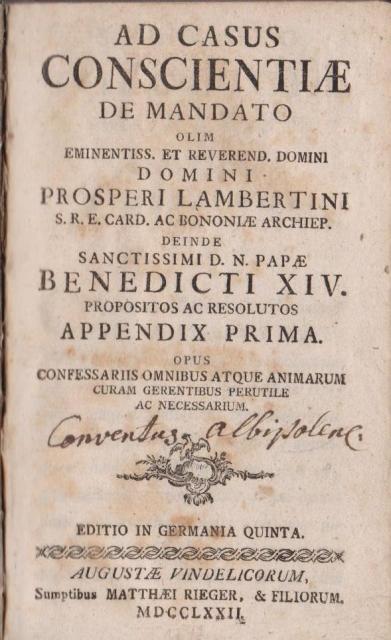 AD CASUS
CONSCIENTIÆ
DE MANDATO
OLIM
EMINENTISS. ET REVEREND. DOMINI
DOMINI
PROSPERI LAMBERTINI
S. R. E. CARD. AC BONONIÆ ARCHIEP.
DEINDE
SANCTISSIMI D. N. PAPÆ
BENEDICTI XIV.
PROPOSITOS AC RESOLUTOS
APPENDIX PRIMA.
OPUS
CONFESSARIIS OMNIBUS ATQUE ANIMARUM
CURAM GERENTIBUS PERUTILE
AC NECESSARIUM.
Conventus albipolene.
EDITIO IN GERMANIA QUINTA.
AUGUSTÆ VINDELICORUM,
Sumptibus MATTHÆI RIEGER, & FILIORUM.
MDCCLXXII.